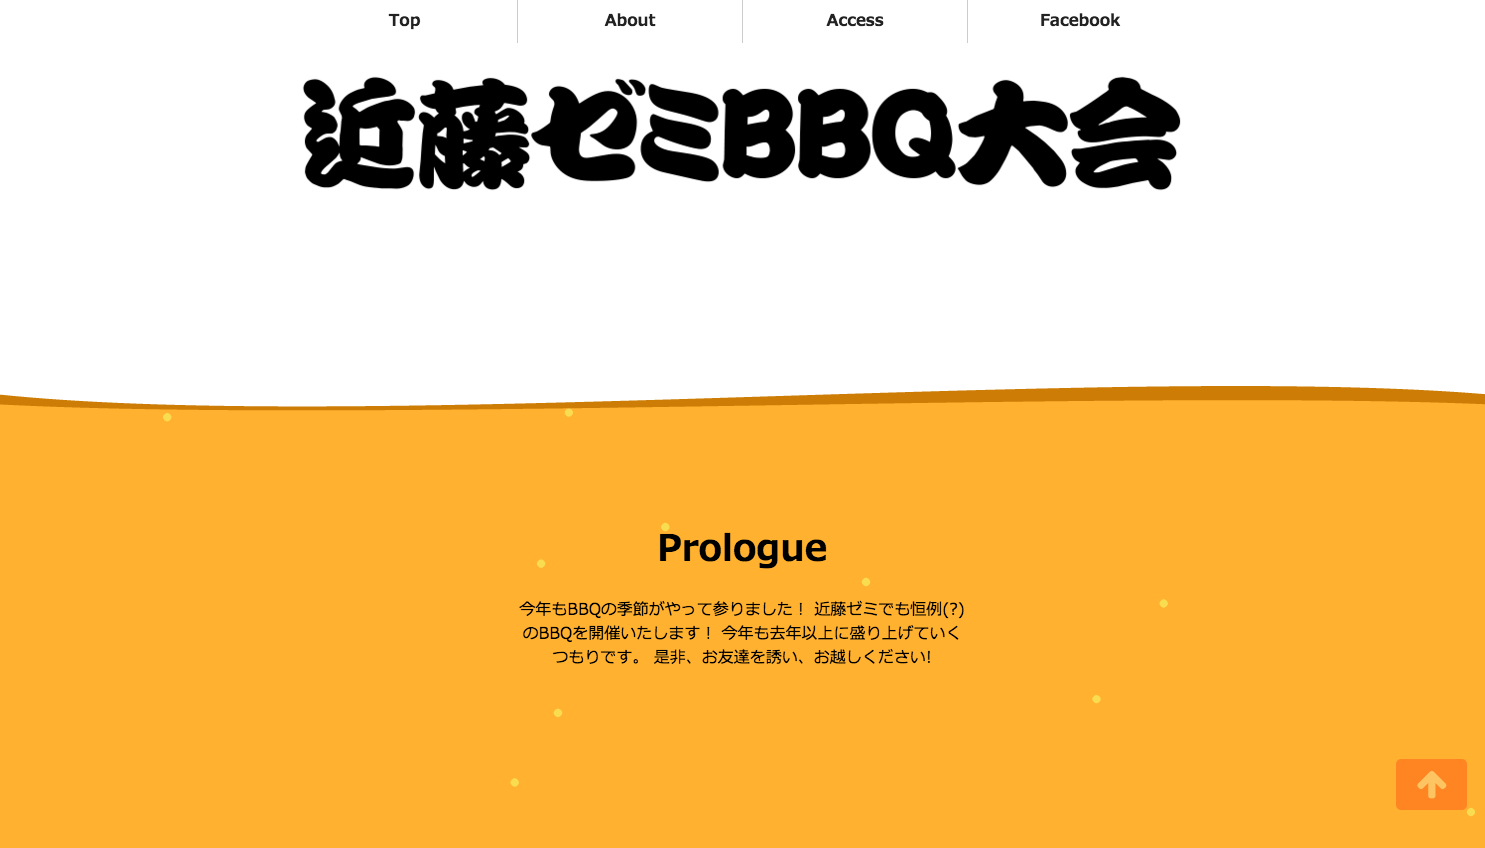 Top
About
Access
Facebook
近藤ゼミBBQ大会
Prologue
今年もBBQの季節がやって参りました！ 近藤ゼミでも恒例(?)
のBBQを開催いたします！ 今年も去年以上に盛り上げていく
つもりです。 是非、お友達を誘い、お越しください!